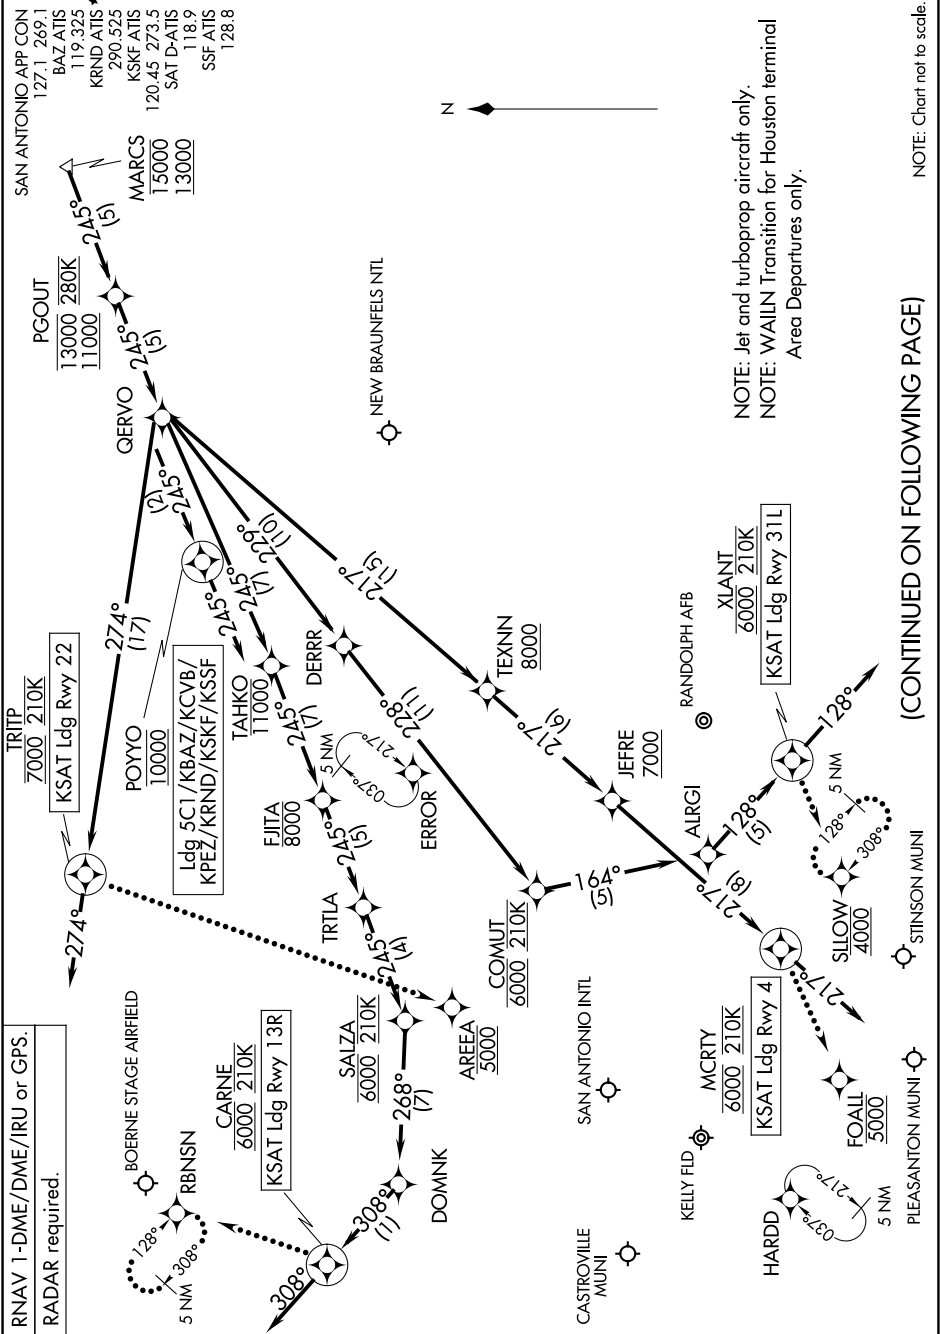 RNAV 1-DME/DME/IRU or GPS.
RADAR required.
SAN ANTONIO APP CON
127.1 269.1
BAZ ATIS
119.325
KRND ATIS
290.525
KSKF ATIS
120.45 273.5
SAT D-ATIS
118.9
SSF ATIS
128.8
TRITP
7000 210K
KSAT Ldg Rwy 22
274°
274°
(17)
PGOUT
13000 280K
11000
245°
(5)
MARCS
15000
13000
QERVO
245°
(5)
POYYO
10000
Ldg 5C1/KBAZ/KCVB/
KPEZ/KRND/KSKF/KSSF
245°
(2)
245°
TAHKO
11000
245°
(7)
FJITA
8000
245°
(7)
TRTLA
245°
(5)
SALZA
6000 210K
245°
(4)
AREEA
5000
BOERNE STAGE AIRFIELD
RBNSN
128°
308°
5 NM
CARNE
6000 210K
KSAT Ldg Rwy 13R
308°
308°
(1)
DOMNK
268°
(7)
DERRR
229°
(10)
228°
(11)
ERROR
5 NM
217°
037°
NEW BRAUNFELS NTL
N
217°
(15)
TEXNN
8000
217°
(6)
JEFRE
7000
217°
(8)
COMUT
6000 210K
164°
(5)
ALRGI
128°
(5)
RANDOLPH AFB
XLANT
6000 210K
KSAT Ldg Rwy 31L
128°
5 NM
128°
308°
SLLOW
4000
STINSON MUNI
SAN ANTONIO INTL
CASTROVILLE
MUNI
KELLY FLD
MCRTY
6000 210K
KSAT Ldg Rwy 4
217°
FOALL
5000
HARDD
217°
037°
5 NM
PLEASANTON MUNI
NOTE: Jet and turboprop aircraft only.
NOTE: WAILN Transition for Houston terminal
Area Departures only.
(CONTINUED ON FOLLOWING PAGE)
NOTE: Chart not to scale.